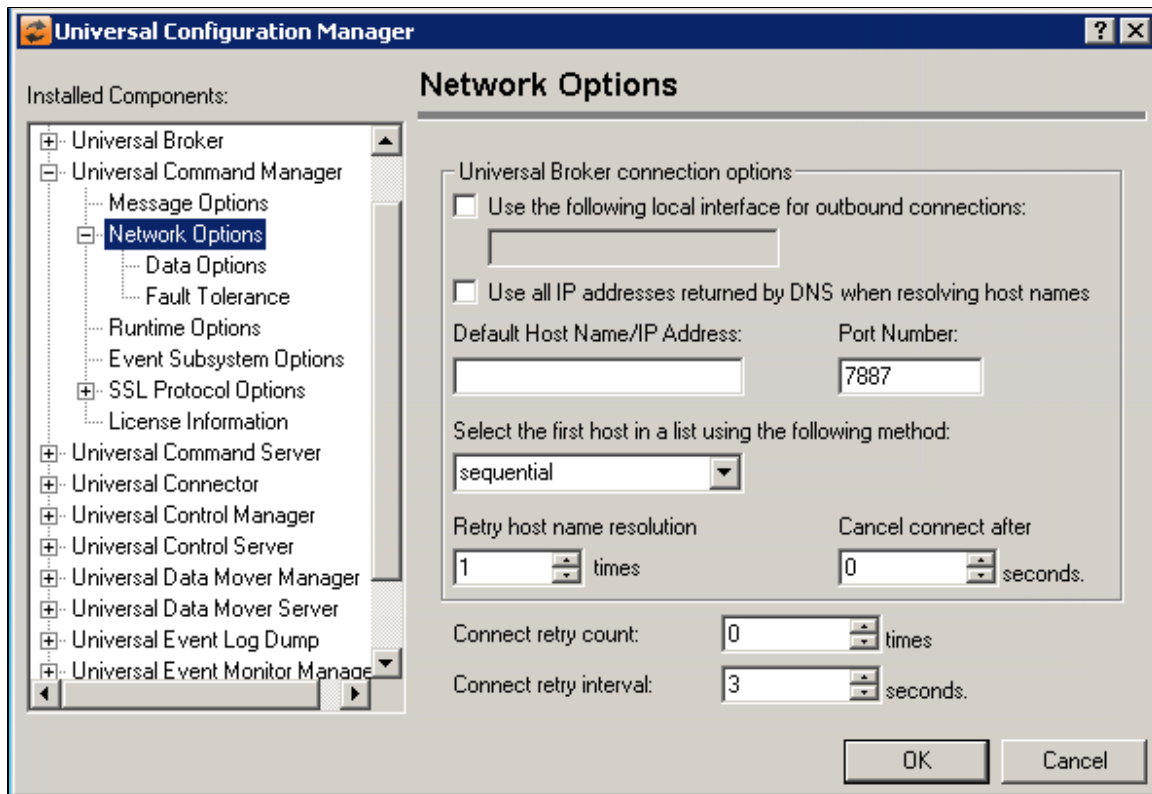 Universal Configuration Manager
Installed Components:
Universal Broker
Universal Command Manager
Message Options
Network Options
Data Options
Fault Tolerance
Runtime Options
Event Subsystem Options
SSL Protocol Options
License Information
Universal Command Server
Universal Connector
Universal Control Manager
Universal Control Server
Universal Data Mover Manager
Universal Data Mover Server
Universal Event Log Dump
Universal Event Monitor Manage
Network Options
Universal Broker connection options
Use the following local interface for outbound connections:
Use all IP addresses returned by DNS when resolving host names
Default Host Name/IP Address: Port Number:
7887
Select the first host in a list using the following method:
sequential
Retry host name resolution Cancel connect after
1 times 0 seconds.
Connect retry count: 0 times
Connect retry interval: 3 seconds.
OK Cancel